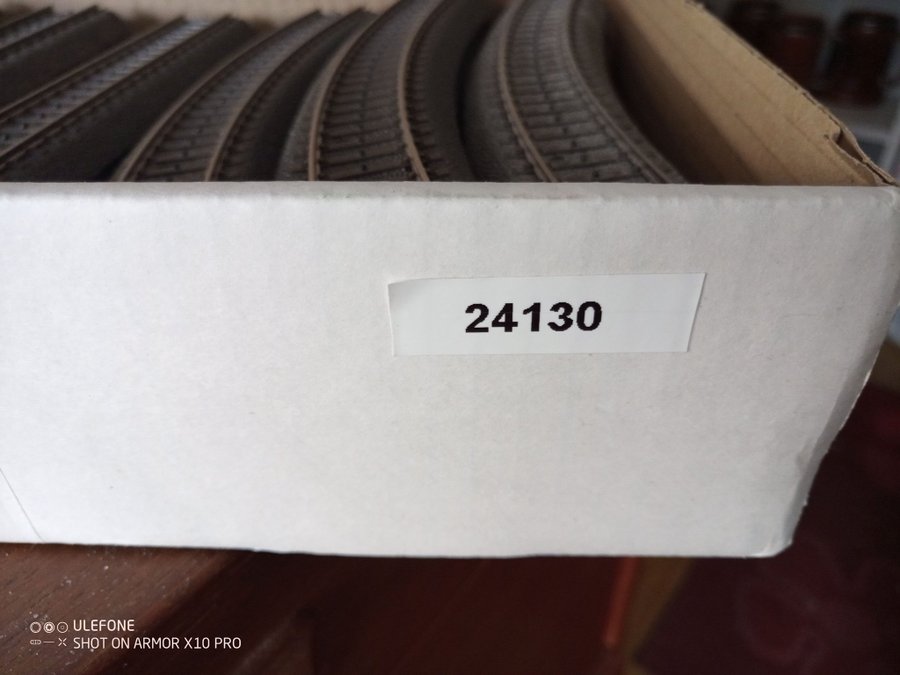 24130
ULEFONE
SHOT ON ARMOR X10 PRO